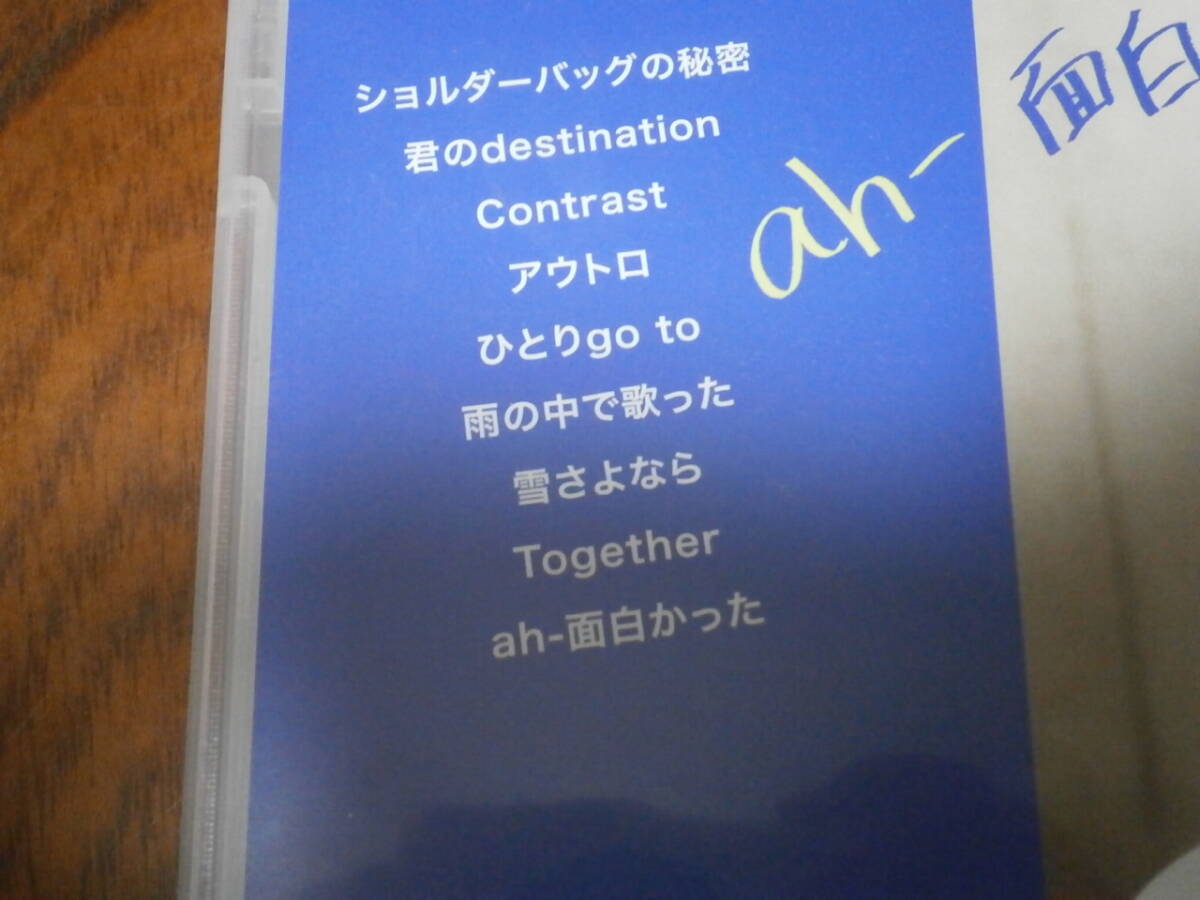 ショルダーバッグの秘密
君のdestination
Contrast
アウトロ
ひとりgo to
雨の中で歌った
雪さよなら
Together
ah-面白かった
ah-
面白